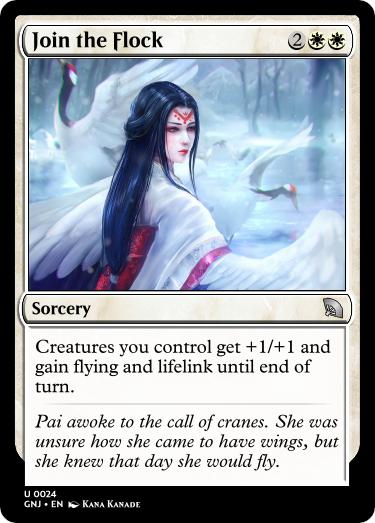 Join the Flock 2
Sorcery
Creatures you control get +1/+1 and
gain flying and lifelink until end of
turn.
Pai awoke to the call of cranes. She was
unsure how she came to have wings, but
she knew that day she would fly.
U 0024
GNJ • EN Kana Kanade